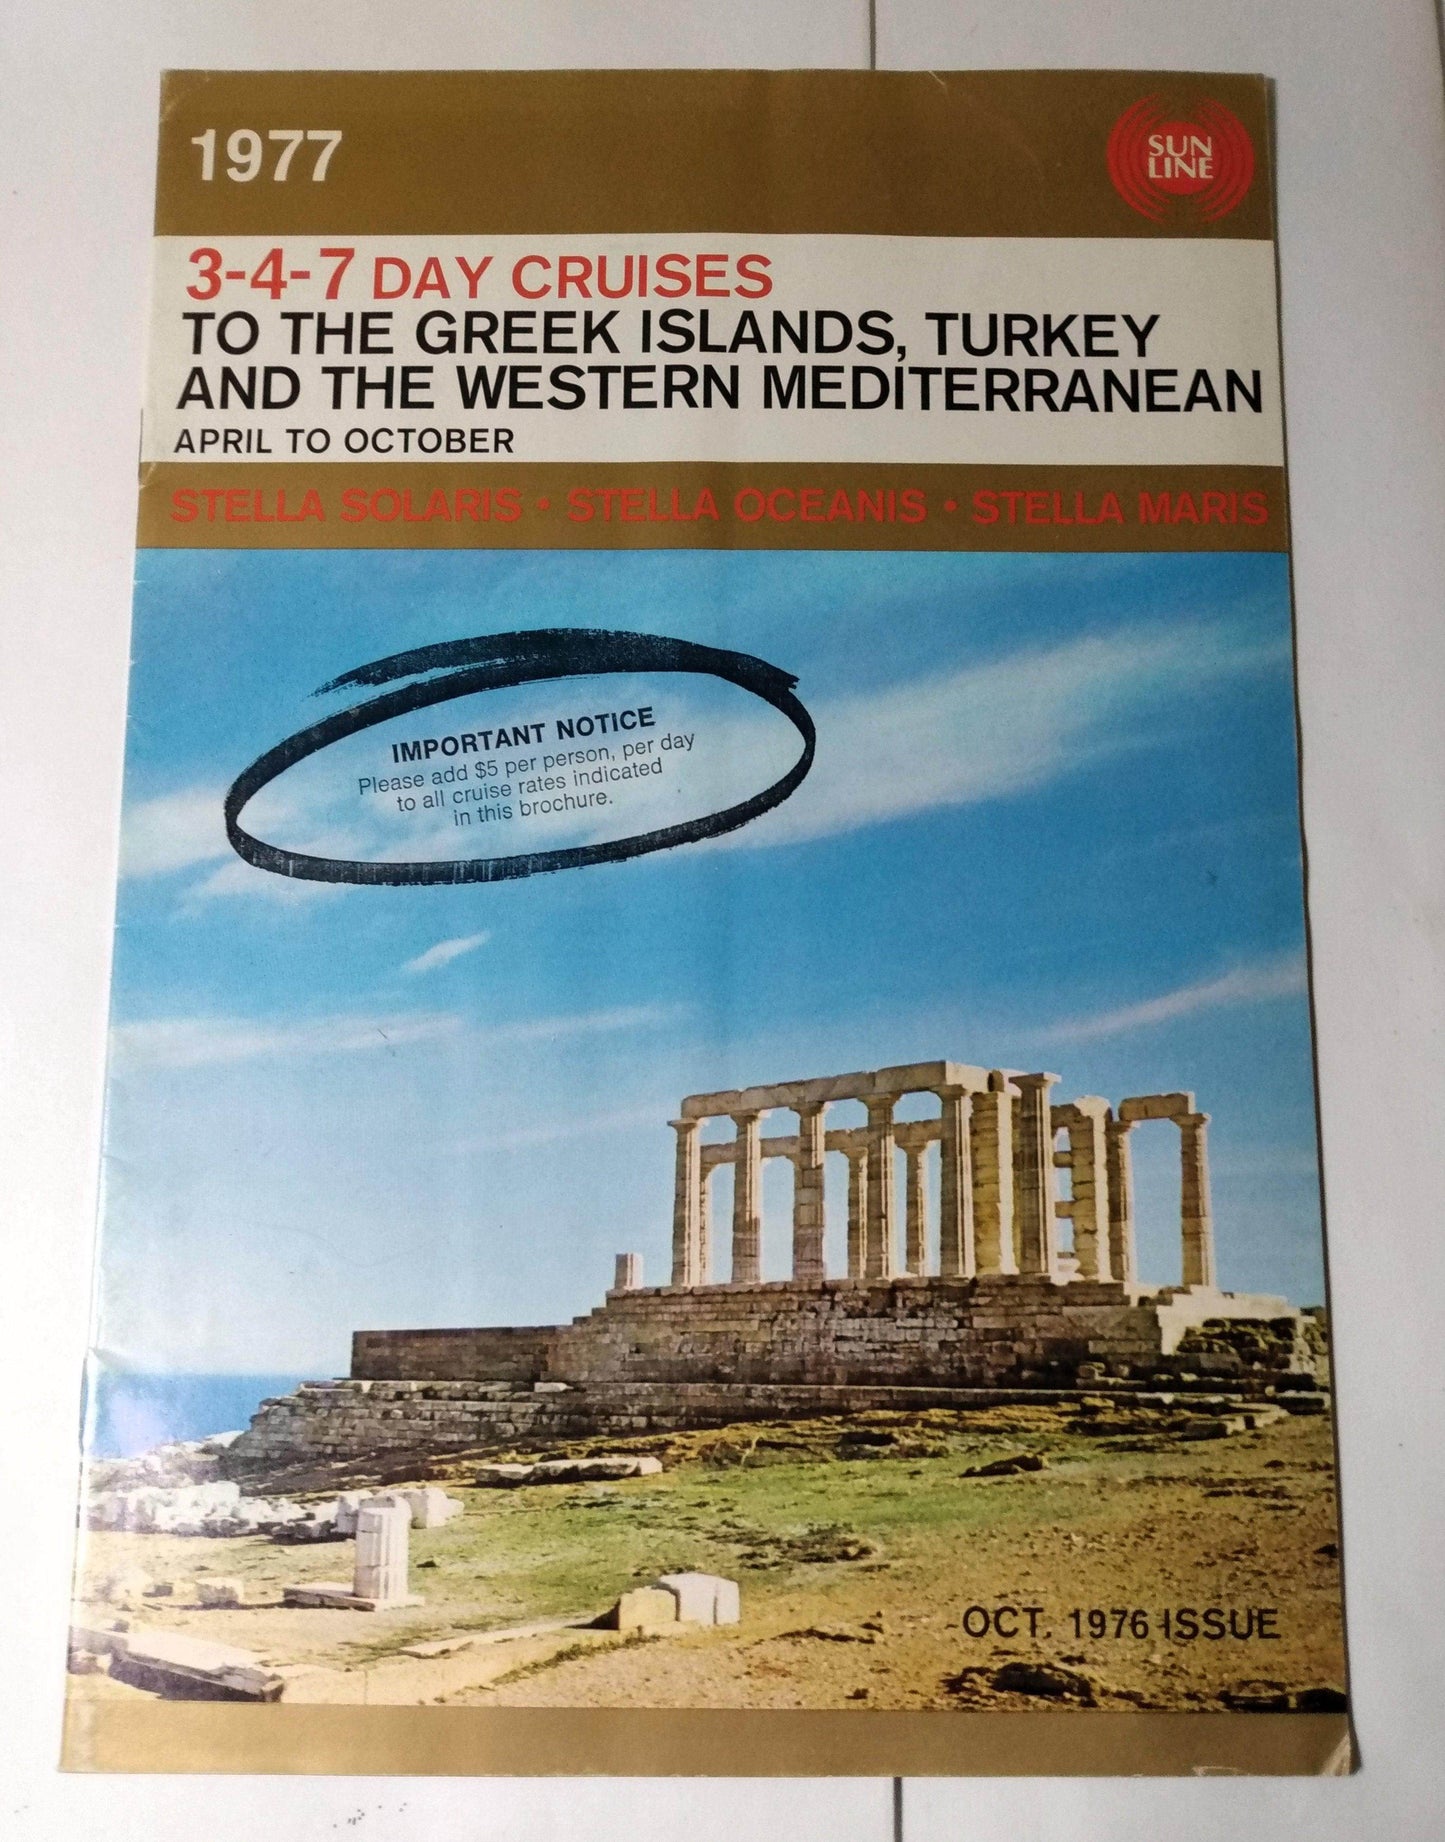 1977
SUN
LINE
3-4-7 DAY CRUISES
TO THE GREEK ISLANDS, TURKEY
AND THE WESTERN MEDITERRANEAN
APRIL TO OCTOBER
STELLA SOLARIS • STELLA OCEANIS • STELLA MARIS
IMPORTANT NOTICE
Please add $5 per person, per day
to all cruise rates indicated
in this brochure.
OCT. 1976 ISSUE